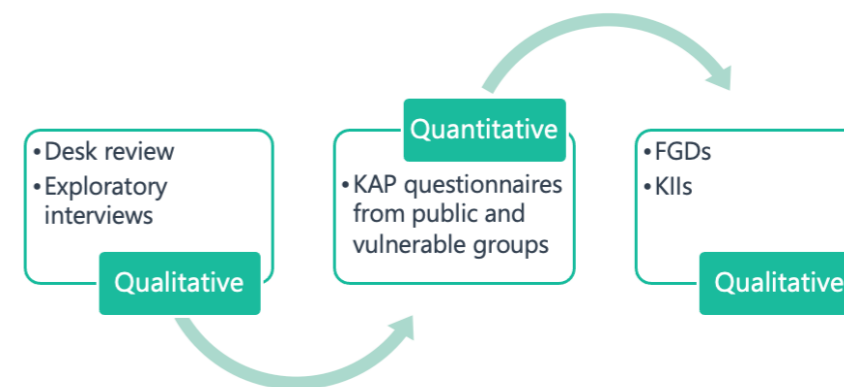 •Desk review
•Exploratory
interviews
Qualitative
Quantitative
•KAP questionnaires
from public and
vulnerable groups
•FGDs
•KIIs
Qualitative